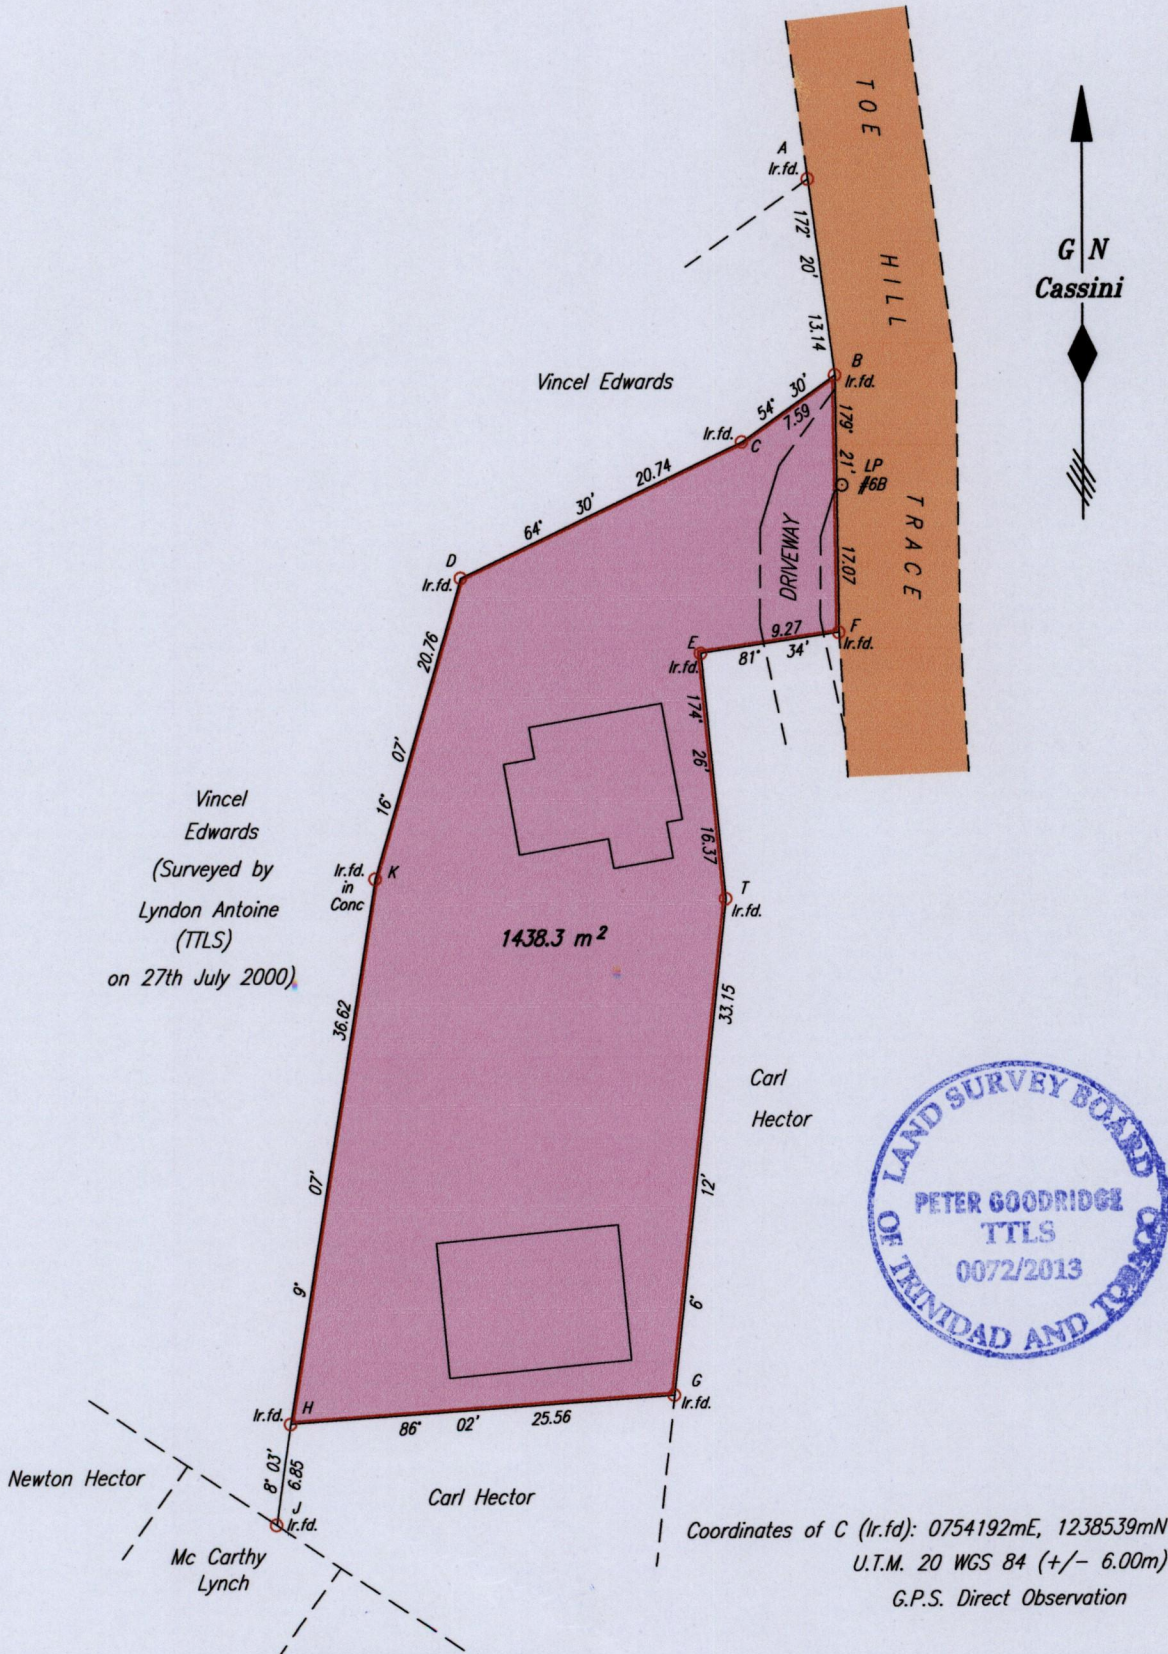 TOE
HILL
TRACE
A
Ir.fd.
172° 20' 13.14
G N
Cassini
Vincel Edwards
B
Ir.fd.
54° 30'
7.59
Ir.fd.
C
179° 21' 17.07
LP
#6B
64° 30' 20.74
DRIVEWAY
D
Ir.fd.
F
Ir.fd.
9.27
81° 34'
E
Ir.fd.
16° 07' 20.76
174° 26' 16.37
Vincel
Edwards
(Surveyed by
Lyndon Antoine
(TTLS)
on 27th July 2000)
Ir.fd.
in
Conc
K
T
Ir.fd.
1438.3 m²
9° 07' 36.62
6° 12' 33.15
Carl
Hector
LAND SURVEY BOARD
OF TRINIDAD AND TOBAGO
PETER GOODRIDGE
TTLS
0072/2013
G
Ir.fd.
H
Ir.fd.
86° 02' 25.56
8° 03' 6.85
J
Ir.fd.
Newton Hector
Carl Hector
Mc Carthy
Lynch
Coordinates of C (Ir.fd): 0754192mE, 1238539mN
U.T.M. 20 WGS 84 (+/- 6.00m)
G.P.S. Direct Observation